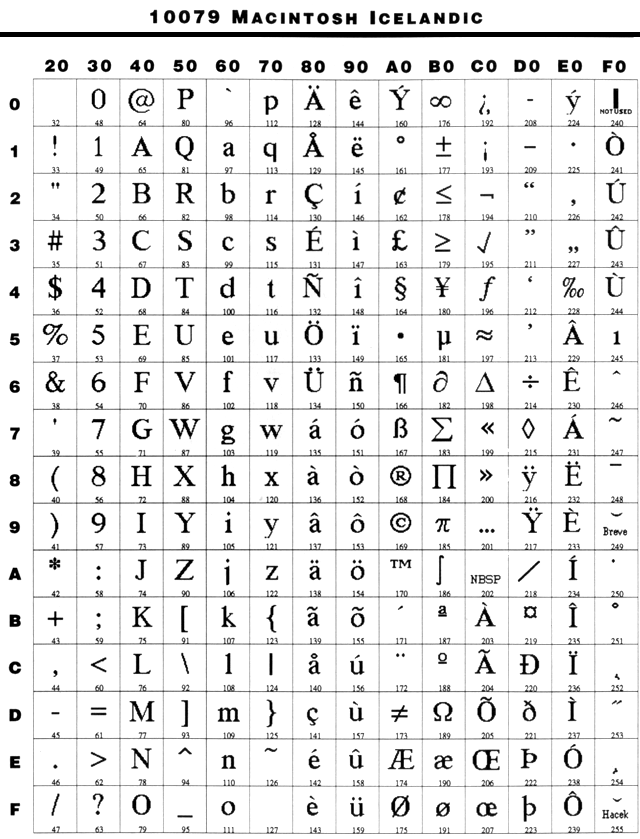 10079 MACINTOSH ICELANDIC
20 30 40 50 60 70 80 90 A0 B0 C0 D0 E0 F0
0 0 @ P ` p Ä ê Ý ∞ ¿ - ý NOT USED
32 48 64 80 96 112 128 144 160 176 192 208 224 240
1 ! 1 A Q a q Å ë ° ± ¡ – · Ò
33 49 65 81 97 113 129 145 161 177 193 209 225 241
2 " 2 B R b r Ç í ¢ ≤ ¬ “ ‚ Ú
34 50 66 82 98 114 130 146 162 178 194 210 226 242
3 # 3 C S c s É ì £ ≥ √ ” „ Û
35 51 67 83 99 115 131 147 163 179 195 211 227 243
4 $ 4 D T d t Ñ î § ¥ ƒ ‘ ‰ Ù
36 52 68 84 100 116 132 148 164 180 196 212 228 244
5 % 5 E U e u Ö ï • µ ≈ ’ Â ı
37 53 69 85 101 117 133 149 165 181 197 213 229 245
6 & 6 F V f v Ü ñ ¶ ∂ ∆ ÷ Ê ˆ
38 54 70 86 102 118 134 150 166 182 198 214 230 246
7 ' 7 G W g w á ó ß ∑ « ◊ Á ˜
39 55 71 87 103 119 135 151 167 183 199 215 231 247
8 ( 8 H X h x à ò ® ∏ » ÿ Ë ¯
40 56 72 88 104 120 136 152 168 184 200 216 232 248
9 ) 9 I Y i y â ô © π … Ÿ È ˘ Breve
41 57 73 89 105 121 137 153 169 185 201 217 233 249
A * : J Z j z ä ö ™ ∫ NBSP / Í ˙
42 58 74 90 106 122 138 154 170 186 202 218 234 250
B + ; K [ k { ã õ ´ ª À ¤ Î °
43 59 75 91 107 123 139 155 171 187 203 219 235 251
C , < L \ l | å ú ¨ º Ã Ð Ï ¸
44 60 76 92 108 124 140 156 172 188 204 220 236 252
D - = M ] m } ç ù ≠ Ω Õ ð Ì ˝
45 61 77 93 109 125 141 157 173 189 205 221 237 253
E . > N ^ n ~ é û Æ æ Œ Þ Ó ˛
46 62 78 94 110 126 142 158 174 190 206 222 238 254
F / ? O _ o è ü Ø ø œ þ Ô ˇ Hacek
47 63 79 95 111 127 143 159 175 191 207 223 239 255